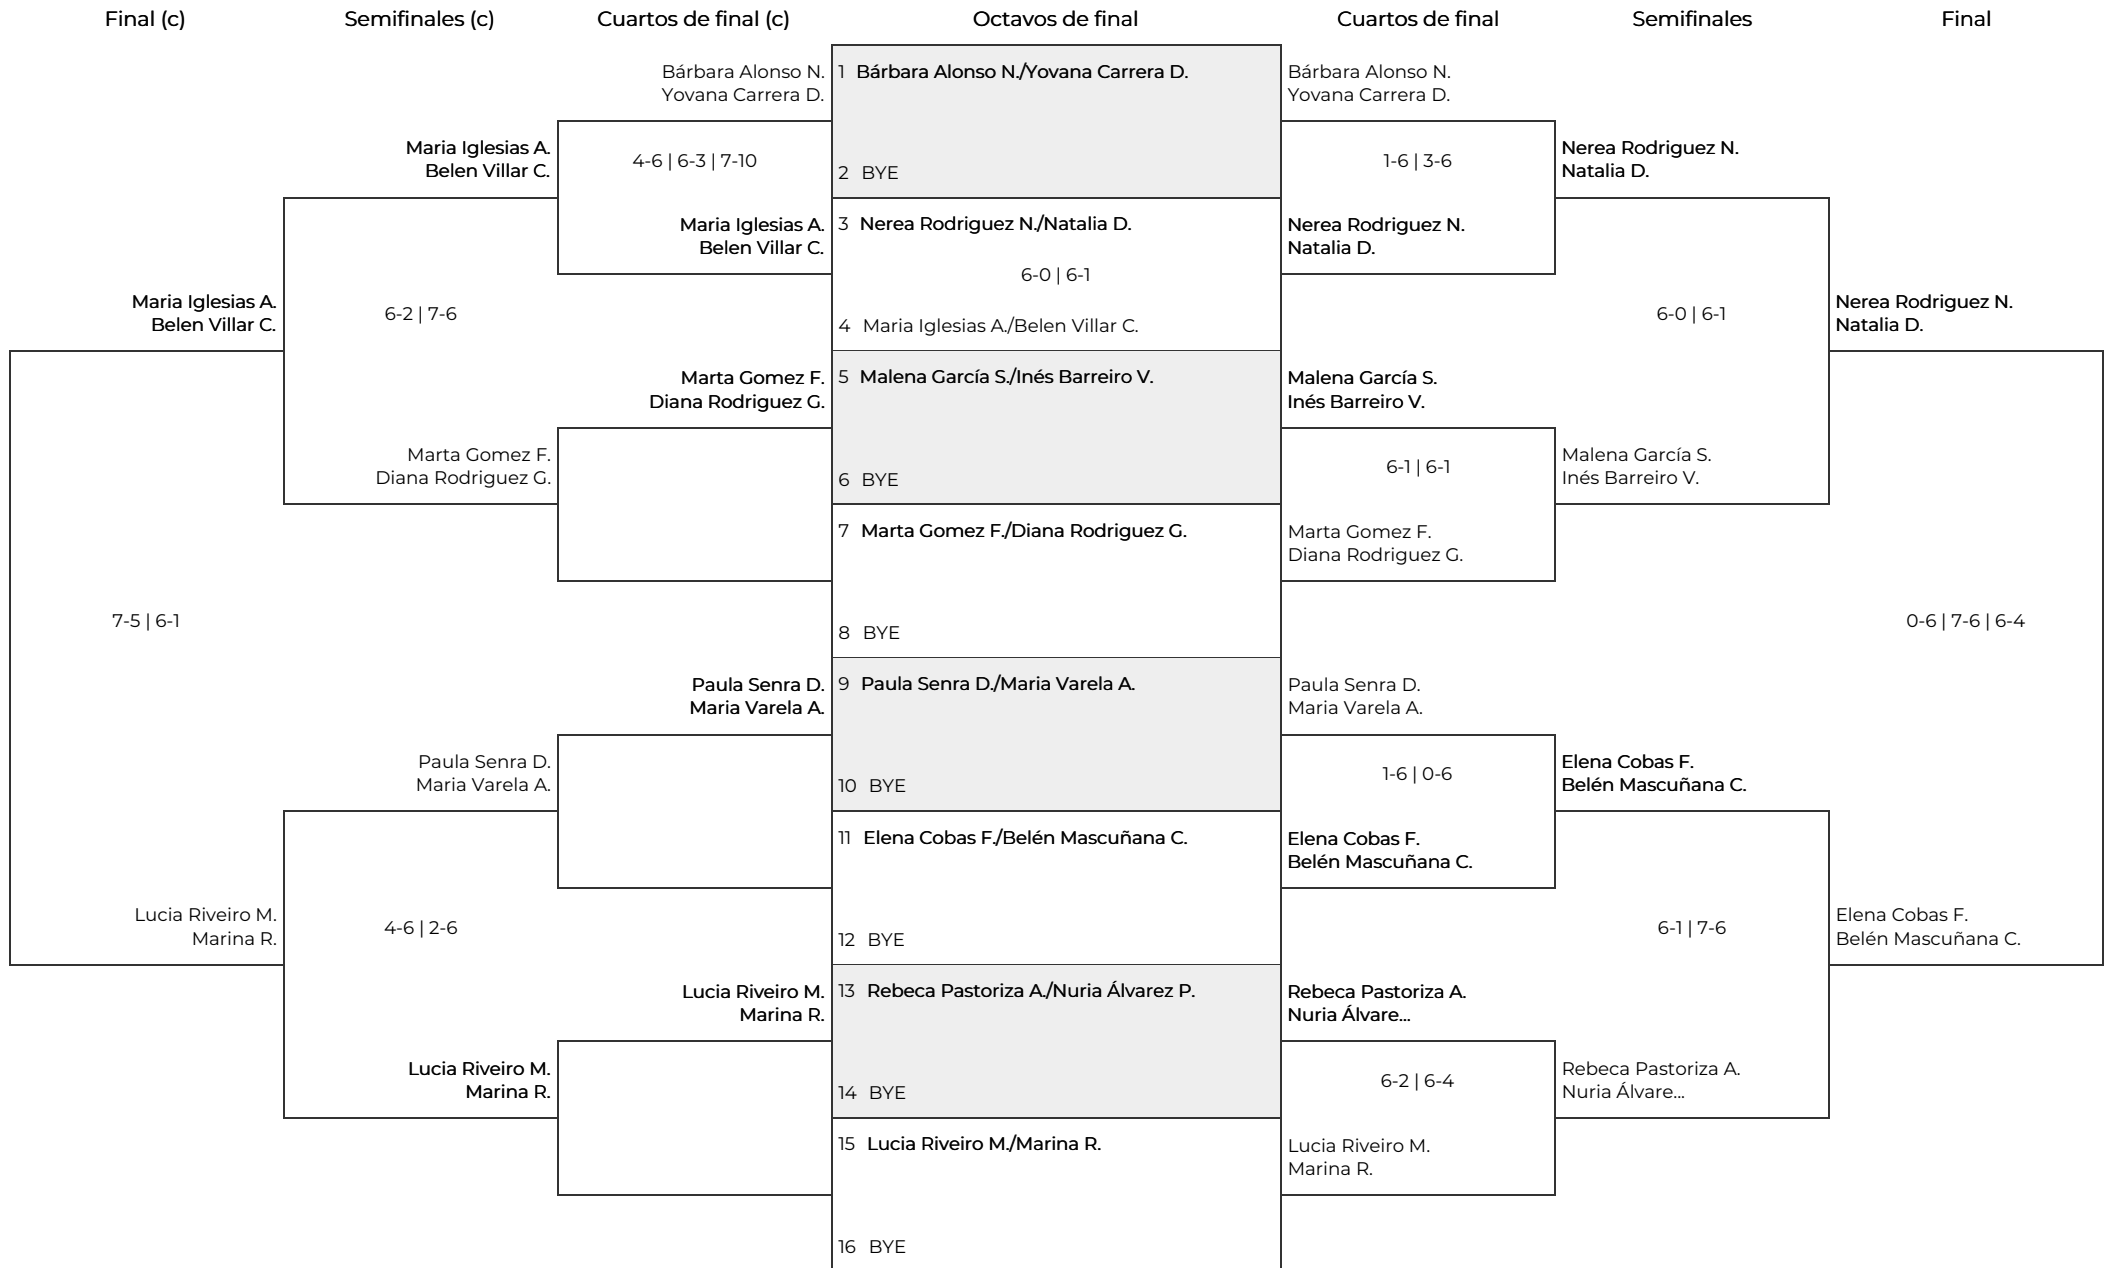 Final (c)
Semifinales (c)
Cuartos de final (c)
Octavos de final
Cuartos de final
Semifinales
Final
Maria Iglesias A.
Belen Villar C.
7-5 | 6-1
Lucia Riveiro M.
Marina R.
Maria Iglesias A.
Belen Villar C.
6-2 | 7-6
Marta Gomez F.
Diana Rodriguez G.
Paula Senra D.
Maria Varela A.
4-6 | 2-6
Lucia Riveiro M.
Marina R.
Bárbara Alonso N.
Yovana Carrera D.
4-6 | 6-3 | 7-10
Maria Iglesias A.
Belen Villar C.
Marta Gomez F.
Diana Rodriguez G.
Paula Senra D.
Maria Varela A.
Lucia Riveiro M.
Marina R.
1 Bárbara Alonso N./Yovana Carrera D.
2 BYE
3 Nerea Rodriguez N./Natalia D.
6-0 | 6-1
4 Maria Iglesias A./Belen Villar C.
5 Malena García S./Inés Barreiro V.
6 BYE
7 Marta Gomez F./Diana Rodriguez G.
8 BYE
9 Paula Senra D./Maria Varela A.
10 BYE
11 Elena Cobas F./Belén Mascuñana C.
12 BYE
13 Rebeca Pastoriza A./Nuria Álvarez P.
14 BYE
15 Lucia Riveiro M./Marina R.
16 BYE
Bárbara Alonso N.
Yovana Carrera D.
1-6 | 3-6
Nerea Rodriguez N.
Natalia D.
Malena García S.
Inés Barreiro V.
6-1 | 6-1
Marta Gomez F.
Diana Rodriguez G.
Paula Senra D.
Maria Varela A.
1-6 | 0-6
Elena Cobas F.
Belén Mascuñana C.
Rebeca Pastoriza A.
Nuria Álvare...
6-2 | 6-4
Lucia Riveiro M.
Marina R.
Nerea Rodriguez N.
Natalia D.
6-0 | 6-1
Malena García S.
Inés Barreiro V.
Elena Cobas F.
Belén Mascuñana C.
6-1 | 7-6
Rebeca Pastoriza A.
Nuria Álvare...
Nerea Rodriguez N.
Natalia D.
0-6 | 7-6 | 6-4
Elena Cobas F.
Belén Mascuñana C.